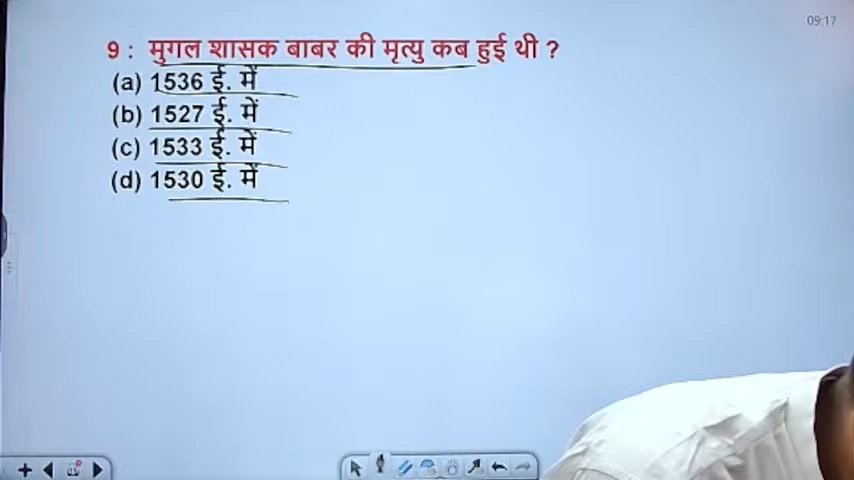 09:17
9 : मुगल शासक बाबर की मृत्यु कब हुई थी ?
(a) 1536 ई. में
(b) 1527 ई. में
(c) 1533 ई. में
(d) 1530 ई. में